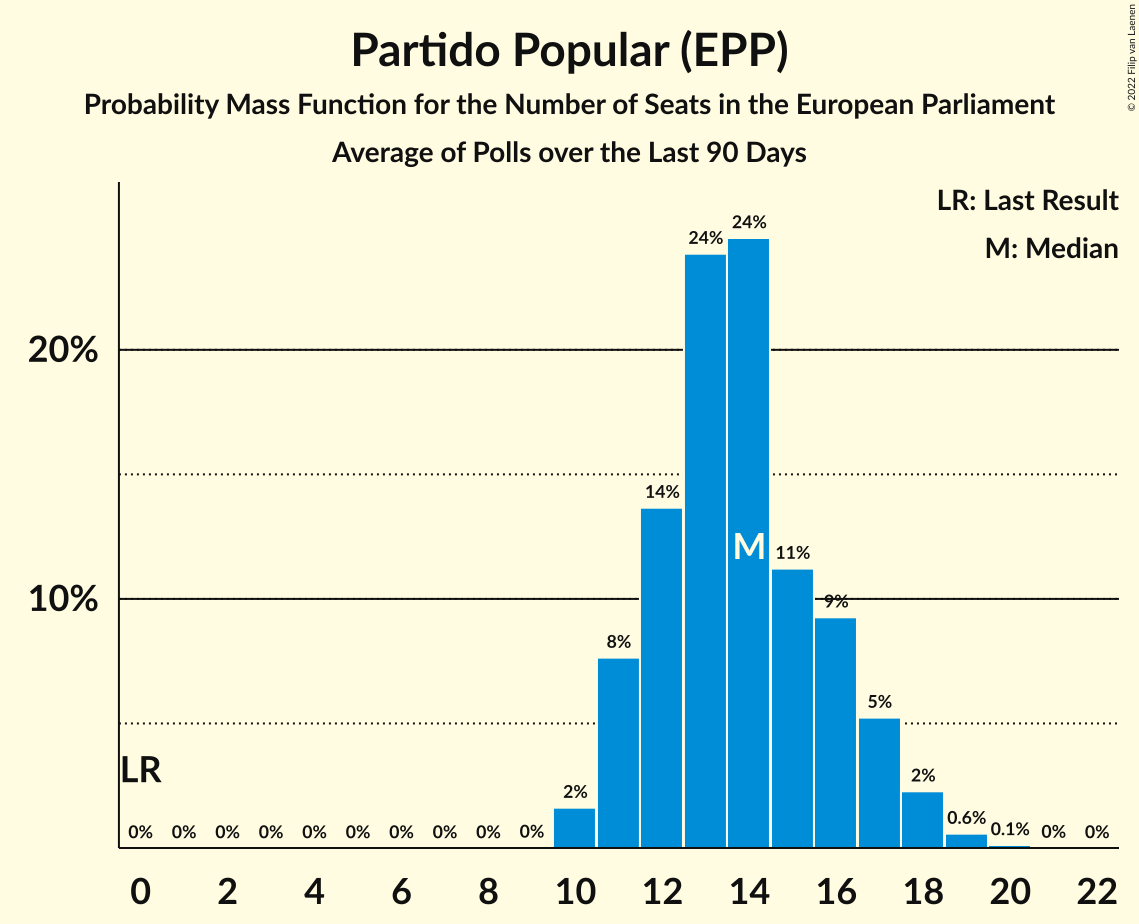 Partido Popular (EPP)
Probability Mass Function for the Number of Seats in the European Parliament
Average of Polls over the Last 90 Days
© 2022 Filip van Laenen
LR: Last Result
M: Median
20%
10%
24%
24%
14%
M
11%
9%
8%
5%
LR
2%
2%
0.6%
0.1%
0% 0% 0% 0% 0% 0% 0% 0% 0% 0% 0% 0%
0 2 4 6 8 10 12 14 16 18 20 22